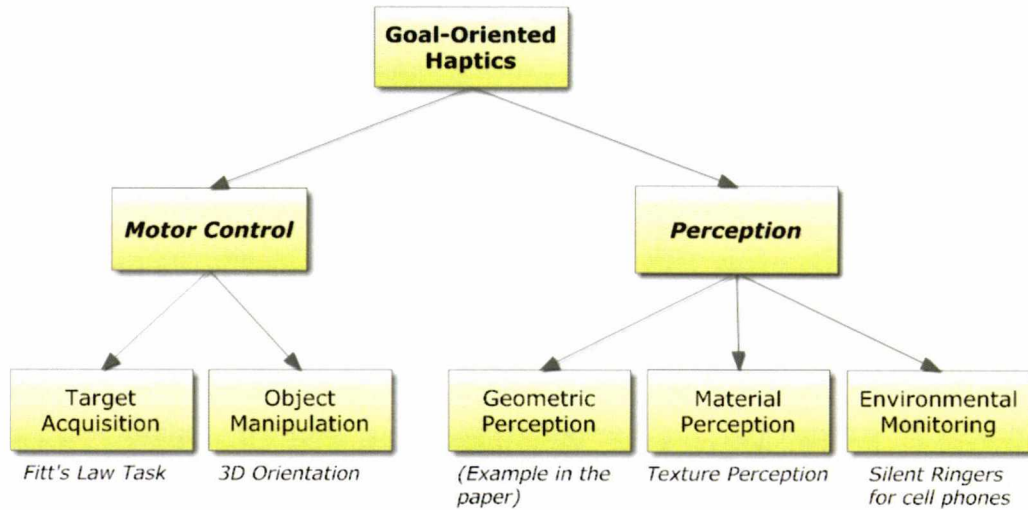 Goal-Oriented
Haptics
Motor Control
Perception
Target
Acquisition
Object
Manipulation
Geometric
Perception
Material
Perception
Environmental
Monitoring
Fitt's Law Task
3D Orientation
(Example in the
paper)
Texture Perception
Silent Ringers
for cell phones